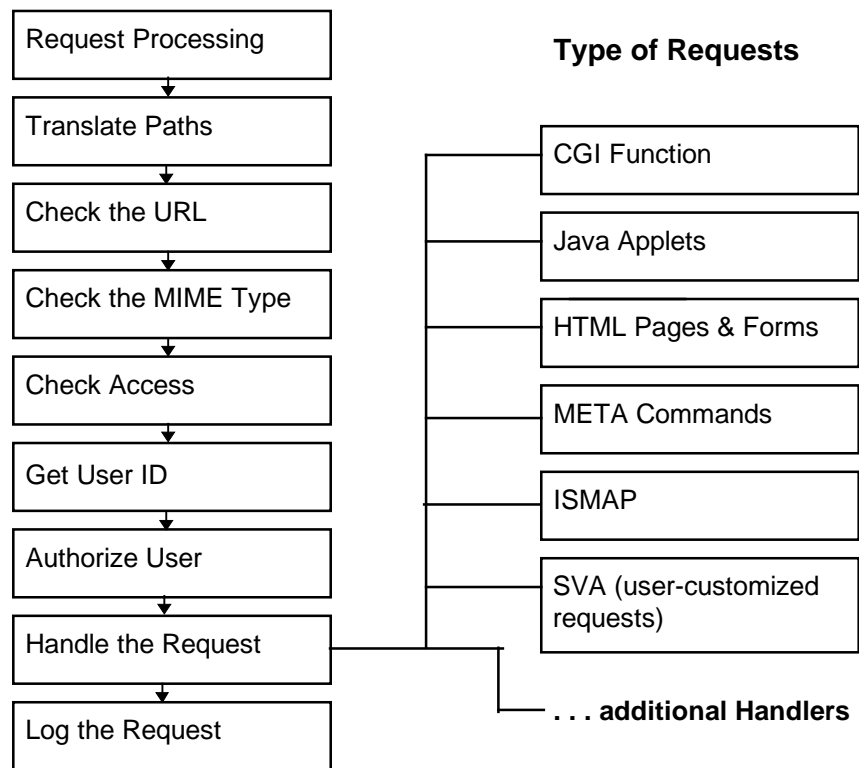 Request Processing
Translate Paths
Check the URL
Check the MIME Type
Check Access
Get User ID
Authorize User
Handle the Request
Log the Request
Type of Requests
CGI Function
Java Applets
HTML Pages & Forms
META Commands
ISMAP
SVA (user-customized
requests)
. . . additional Handlers